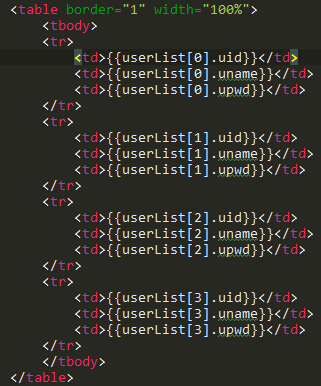 <table border="1" width="100%">
<tbody>
<tr>
<td>{{userList[0].uid}}</td>
<td>{{userList[0].uname}}</td>
<td>{{userList[0].upwd}}</td>
</tr>
<tr>
<td>{{userList[1].uid}}</td>
<td>{{userList[1].uname}}</td>
<td>{{userList[1].upwd}}</td>
</tr>
<tr>
<td>{{userList[2].uid}}</td>
<td>{{userList[2].uname}}</td>
<td>{{userList[2].upwd}}</td>
</tr>
<tr>
<td>{{userList[3].uid}}</td>
<td>{{userList[3].uname}}</td>
<td>{{userList[3].upwd}}</td>
</tr>
</tbody>
</table>